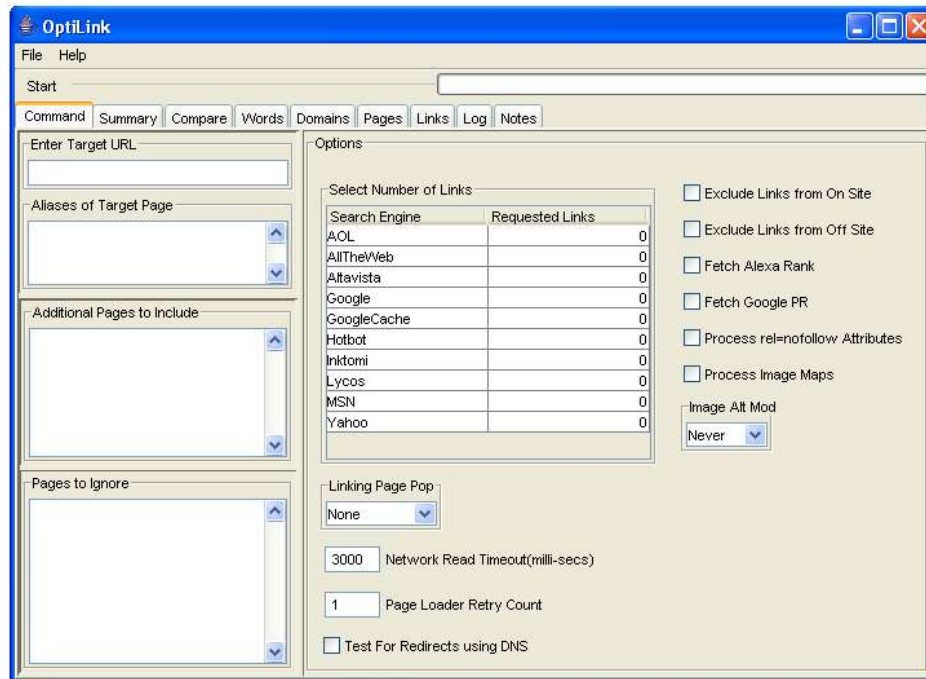 OptiLink
File Help
Start
Command Summary Compare Words Domains Pages Links Log Notes
Enter Target URL
Aliases of Target Page
Additional Pages to Include
Pages to Ignore
Options
Select Number of Links
Search Engine Requested Links
AOL 0
AllTheWeb 0
Altavista 0
Google 0
GoogleCache 0
Hotbot 0
Inktomi 0
Lycos 0
MSN 0
Yahoo 0
Linking Page Pop
None
3000 Network Read Timeout(milli-secs)
1 Page Loader Retry Count
Test For Redirects using DNS
Exclude Links from On Site
Exclude Links from Off Site
Fetch Alexa Rank
Fetch Google PR
Process rel=nofollow Attributes
Process Image Maps
Image Alt Mod
Never